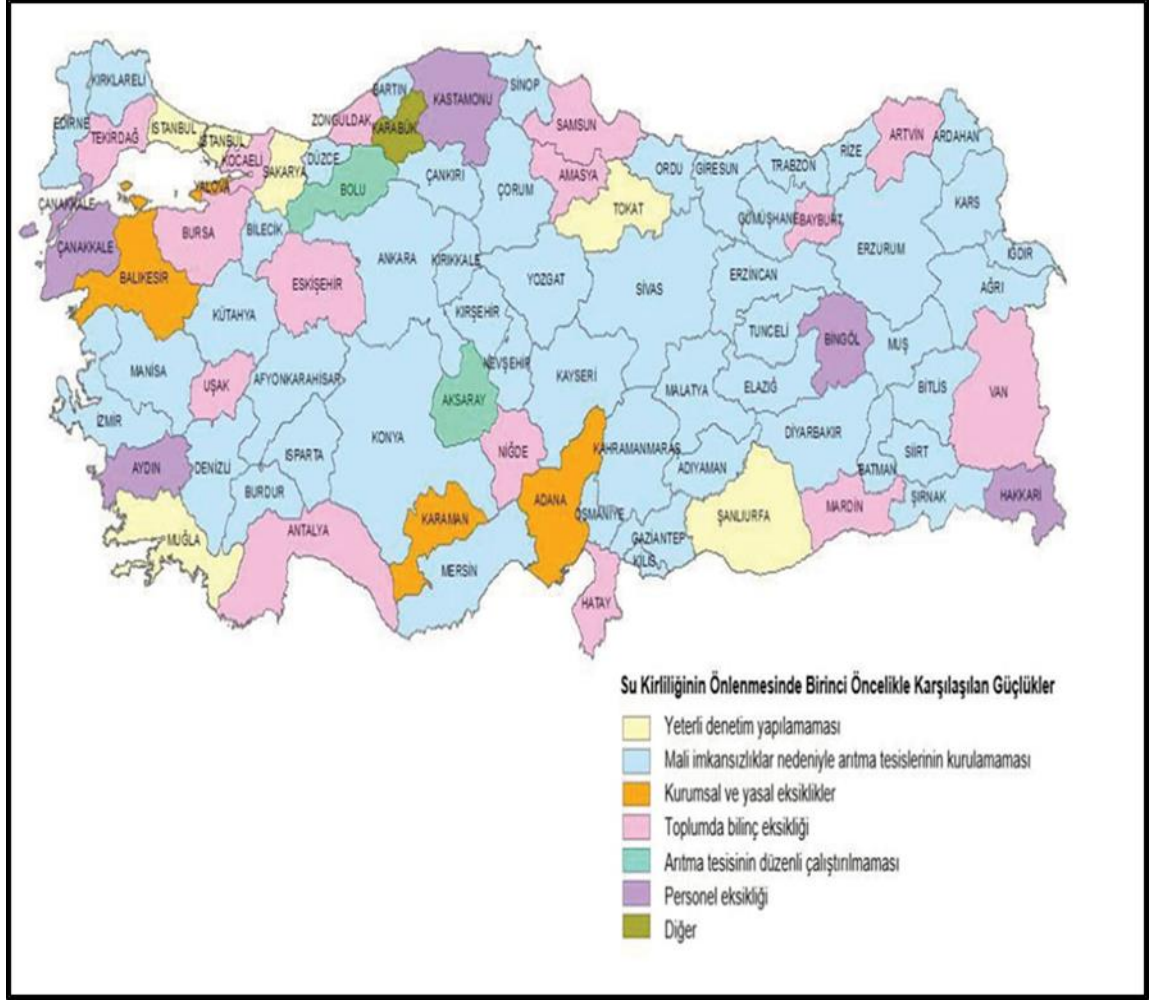 KIRKLARELİ
EDİRNE
TEKİRDAĞ
İSTANBUL
İSTANBUL
KOCAELİ
YALOVA
SAKARYA
DÜZCE
ZONGULDAK
BARTIN
KARABÜK
KASTAMONU
SİNOP
SAMSUN
BOLU
ÇANKIRI
ÇORUM
AMASYA
TOKAT
ORDU
GİRESUN
TRABZON
RİZE
ARTVİN
ARDAHAN
KARS
GÜMÜŞHANE
BAYBURT
ERZURUM
IĞDIR
AĞRI
ÇANAKKALE
ÇANAKKALE
BALIKESİR
BURSA
BİLECİK
ESKİŞEHİR
ANKARA
KIRIKKALE
YOZGAT
SİVAS
ERZİNCAN
KÜTAHYA
KIRŞEHİR
TUNCELİ
BİNGÖL
MUŞ
MANİSA
UŞAK
AFYONKARAHİSAR
AKSARAY
NEVŞEHİR
KAYSERİ
MALATYA
ELAZIĞ
BİTLİS
VAN
İZMİR
KONYA
NİĞDE
KAHRAMANMARAŞ
DİYARBAKIR
SİİRT
AYDIN
DENİZLİ
ISPARTA
BURDUR
ADIYAMAN
BATMAN
ŞIRNAK
HAKKARİ
MUĞLA
ANTALYA
KARAMAN
ADANA
OSMANİYE
ŞANLIURFA
MARDİN
MERSİN
GAZİANTEP
KİLİS
HATAY
Su Kirliliğinin Önlenmesinde Birinci Öncelikle Karşılaşılan Güçlükler
Yeterli denetim yapılamaması
Mali imkansızlıklar nedeniyle arıtma tesislerinin kurulamaması
Kurumsal ve yasal eksiklikler
Toplumda bilinç eksikliği
Arıtma tesisinin düzenli çalıştırılmaması
Personel eksikliği
Diğer